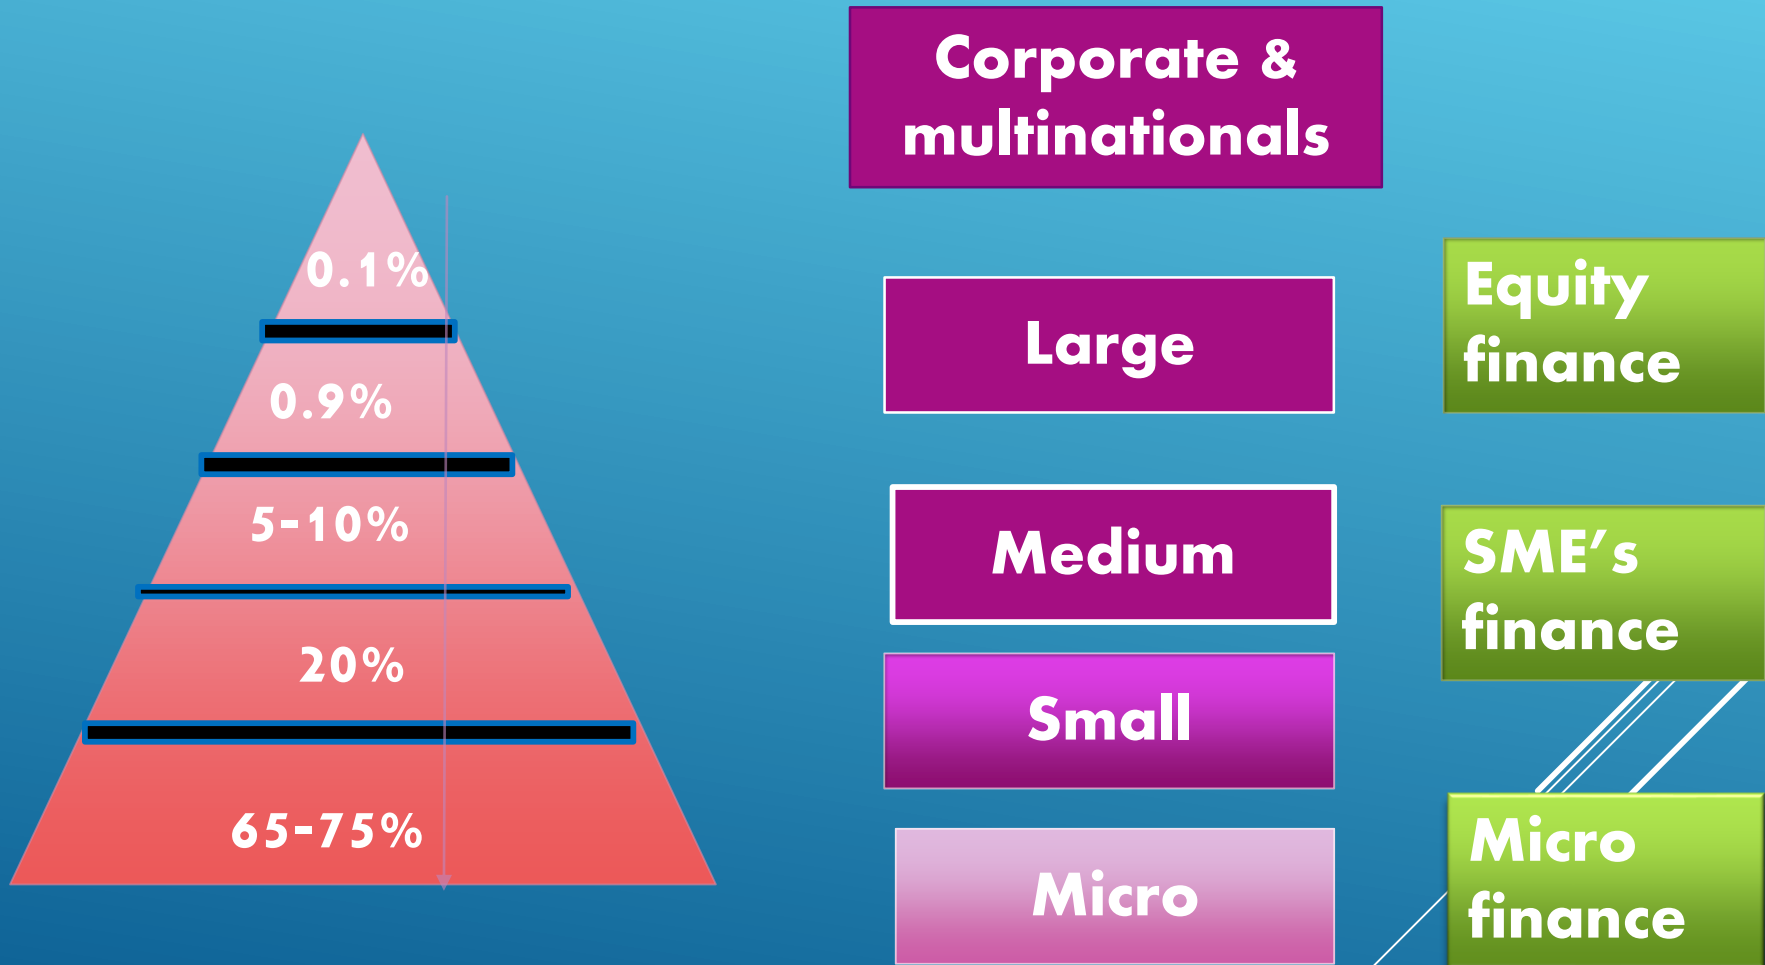 0.1%
0.9%
5-10%
20%
65-75%
Corporate &
multinationals
Large
Medium
Small
Micro
Equity
finance
SME’s
finance
Micro
finance